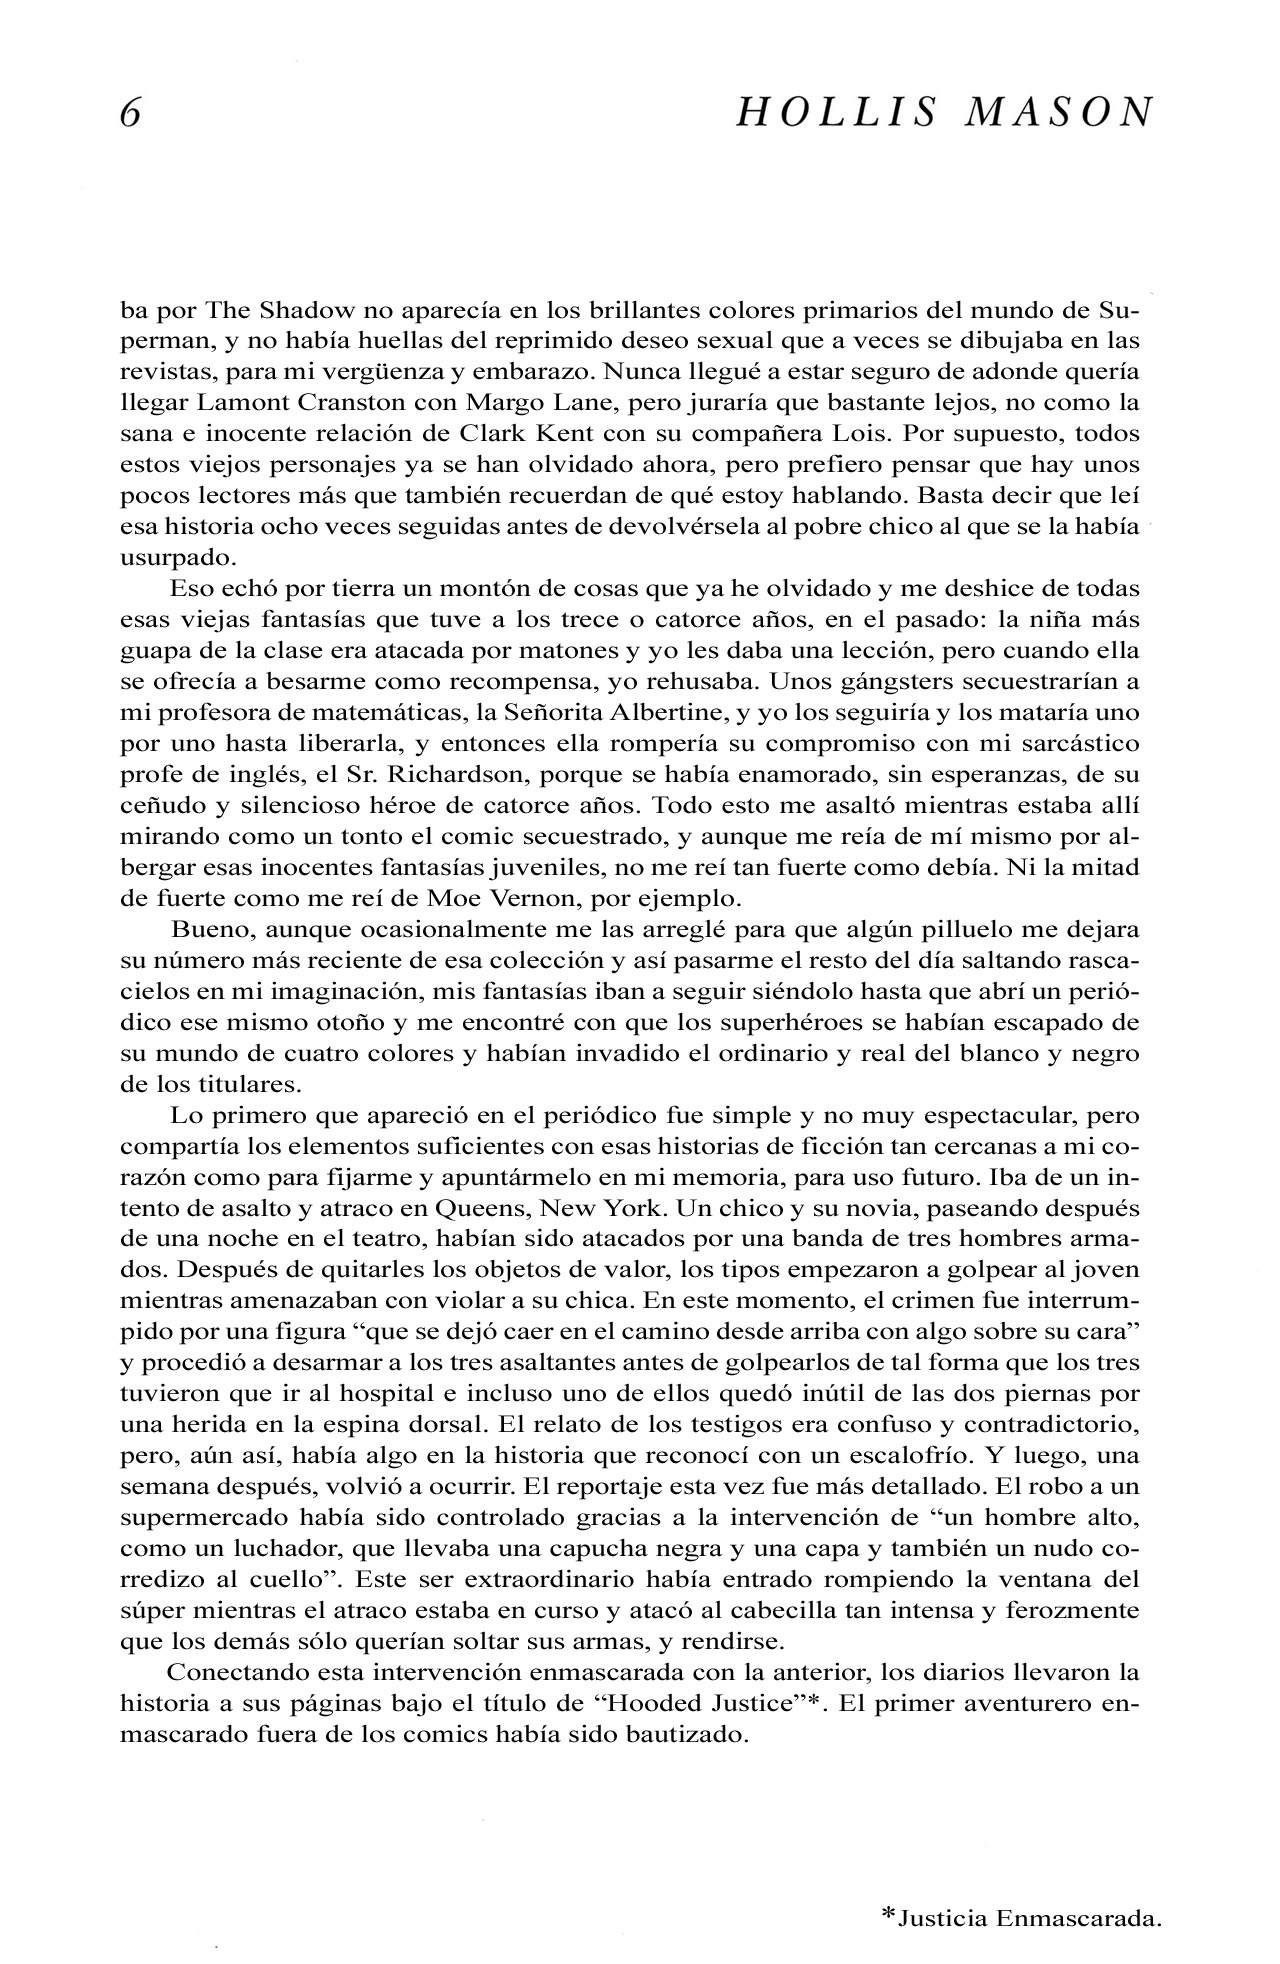 6 HOLLIS MASON
ba por The Shadow no aparecía en los brillantes colores primarios del mundo de Su-
perman, y no había huellas del reprimido deseo sexual que a veces se dibujaba en las
revistas, para mi vergüenza y embarazo. Nunca llegué a estar seguro de adonde quería
llegar Lamont Cranston con Margo Lane, pero juraría que bastante lejos, no como la
sana e inocente relación de Clark Kent con su compañera Lois. Por supuesto, todos
estos viejos personajes ya se han olvidado ahora, pero prefiero pensar que hay unos
pocos lectores más que también recuerdan de qué estoy hablando. Basta decir que leí
esa historia ocho veces seguidas antes de devolvérsela al pobre chico al que se la había
usurpado.
Eso echó por tierra un montón de cosas que ya he olvidado y me deshice de todas
esas viejas fantasías que tuve a los trece o catorce años, en el pasado: la niña más
guapa de la clase era atacada por matones y yo les daba una lección, pero cuando ella
se ofrecía a besarme como recompensa, yo rehusaba. Unos gángsters secuestrarían a
mi profesora de matemáticas, la Señorita Albertine, y yo los seguiría y los mataría uno
por uno hasta liberarla, y entonces ella rompería su compromiso con mi sarcástico
profe de inglés, el Sr. Richardson, porque se había enamorado, sin esperanzas, de su
ceñudo y silencioso héroe de catorce años. Todo esto me asaltó mientras estaba allí
mirando como un tonto el comic secuestrado, y aunque me reía de mí mismo por al-
bergar esas inocentes fantasías juveniles, no me reí tan fuerte como debía. Ni la mitad
de fuerte como me reí de Moe Vernon, por ejemplo.
Bueno, aunque ocasionalmente me las arreglé para que algún pilluelo me dejara
su número más reciente de esa colección y así pasarme el resto del día saltando rasca-
cielos en mi imaginación, mis fantasías iban a seguir siéndolo hasta que abrí un perió-
dico ese mismo otoño y me encontré con que los superhéroes se habían escapado de
su mundo de cuatro colores y habían invadido el ordinario y real del blanco y negro
de los titulares.
Lo primero que apareció en el periódico fue simple y no muy espectacular, pero
compartía los elementos suficientes con esas historias de ficción tan cercanas a mi co-
razón como para fijarme y apuntármelo en mi memoria, para uso futuro. Iba de un in-
tento de asalto y atraco en Queens, New York. Un chico y su novia, paseando después
de una noche en el teatro, habían sido atacados por una banda de tres hombres arma-
dos. Después de quitarles los objetos de valor, los tipos empezaron a golpear al joven
mientras amenazaban con violar a su chica. En este momento, el crimen fue interrum-
pido por una figura “que se dejó caer en el camino desde arriba con algo sobre su cara”
y procedió a desarmar a los tres asaltantes antes de golpearlos de tal forma que los tres
tuvieron que ir al hospital e incluso uno de ellos quedó inútil de las dos piernas por
una herida en la espina dorsal. El relato de los testigos era confuso y contradictorio,
pero, aún así, había algo en la historia que reconocí con un escalofrío. Y luego, una
semana después, volvió a ocurrir. El reportaje esta vez fue más detallado. El robo a un
supermercado había sido controlado gracias a la intervención de “un hombre alto,
como un luchador, que llevaba una capucha negra y una capa y también un nudo co-
rredizo al cuello”. Este ser extraordinario había entrado rompiendo la ventana del
súper mientras el atraco estaba en curso y atacó al cabecilla tan intensa y ferozmente
que los demás sólo querían soltar sus armas, y rendirse.
Conectando esta intervención enmascarada con la anterior, los diarios llevaron la
historia a sus páginas bajo el título de “Hooded Justice”*. El primer aventurero en-
mascarado fuera de los comics había sido bautizado.
*Justicia Enmascarada.